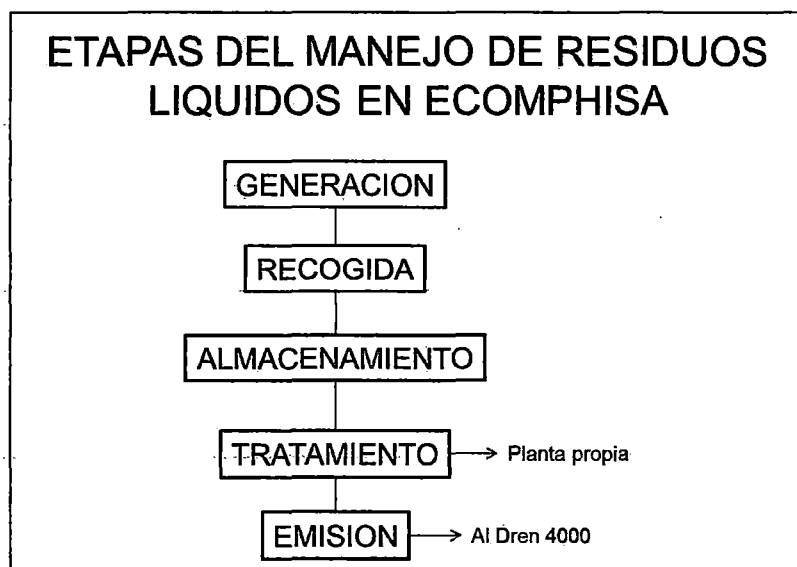 ETAPAS DEL MANEJO DE RESIDUOS
LIQUIDOS EN ECOMPHISA
GENERACION
RECOGIDA
ALMACENAMIENTO
TRATAMIENTO
Planta propia
EMISION
Al Dren 4000